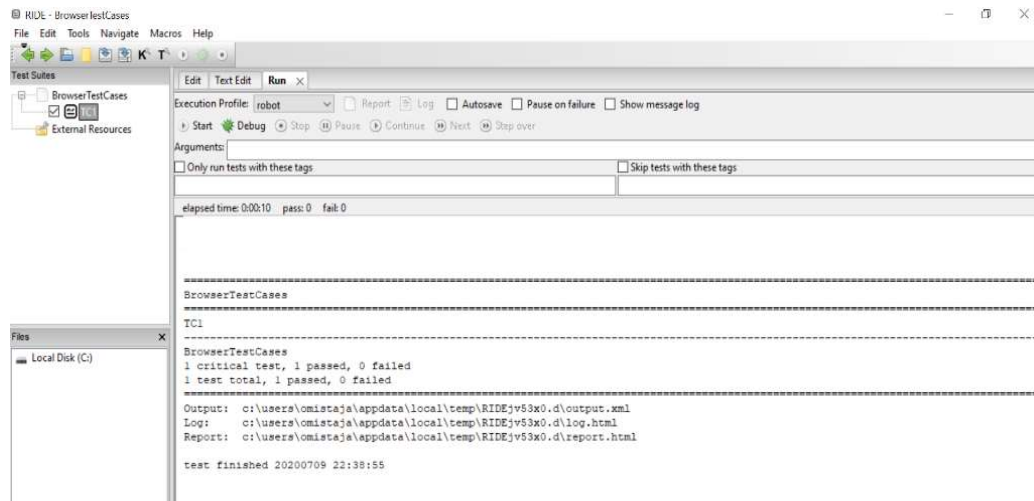 RIDE - BrowserTestCases
File Edit Tools Navigate Macros Help
K T
Test Suites
BrowserTestCases
TC1
External Resources
Edit Text Edit Run
Execution Profile: robot Report Log Autosave Pause on failure Show message log
Start Debug Stop Pause Continue Next Step over
Arguments:
Only run tests with these tags Skip tests with these tags
elapsed time: 0:00:10 pass: 0 fail: 0
==============================================================================
BrowserTestCases
==============================================================================
TC1
------------------------------------------------------------------------------
BrowserTestCases
1 critical test, 1 passed, 0 failed
1 test total, 1 passed, 0 failed
==============================================================================
Output: c:\users\omistaja\appdata\local\temp\RIDEjv53x0.d\output.xml
Log: c:\users\omistaja\appdata\local\temp\RIDEjv53x0.d\log.html
Report: c:\users\omistaja\appdata\local\temp\RIDEjv53x0.d\report.html
test finished 20200709 22:38:55
Files
Local Disk (C:)